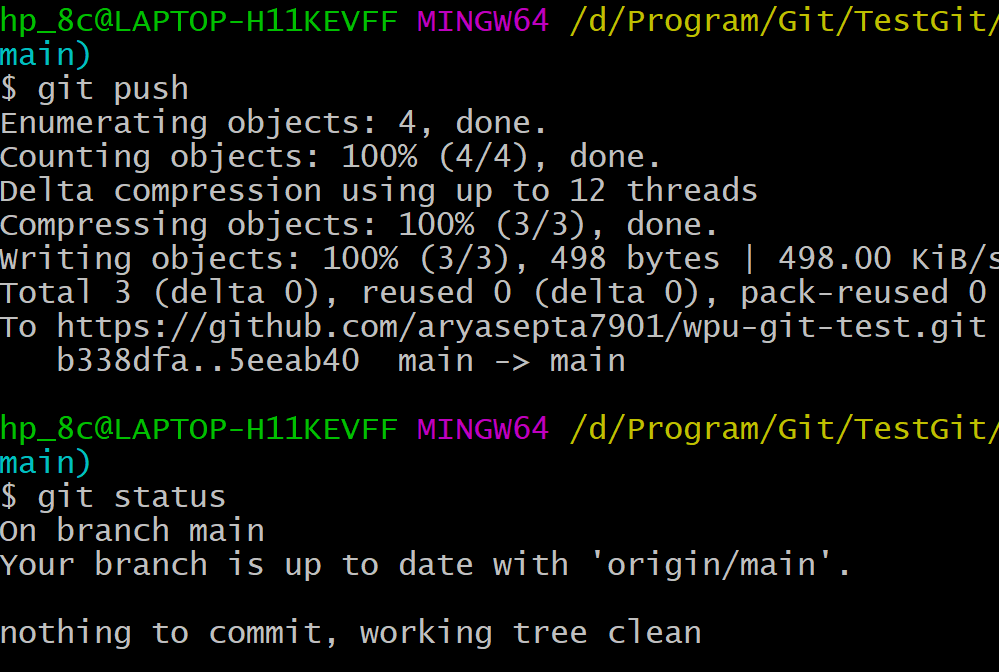 hp_8c@LAPTOP-H11KEVFF MINGW64 /d/Program/Git/TestGit/
main)
$ git push
Enumerating objects: 4, done.
Counting objects: 100% (4/4), done.
Delta compression using up to 12 threads
Compressing objects: 100% (3/3), done.
Writing objects: 100% (3/3), 498 bytes | 498.00 KiB/s
Total 3 (delta 0), reused 0 (delta 0), pack-reused 0
To https://github.com/aryasepta7901/wpu-git-test.git
   b338dfa..5eeab40  main -> main
hp_8c@LAPTOP-H11KEVFF MINGW64 /d/Program/Git/TestGit/
main)
$ git status
On branch main
Your branch is up to date with 'origin/main'.
nothing to commit, working tree clean